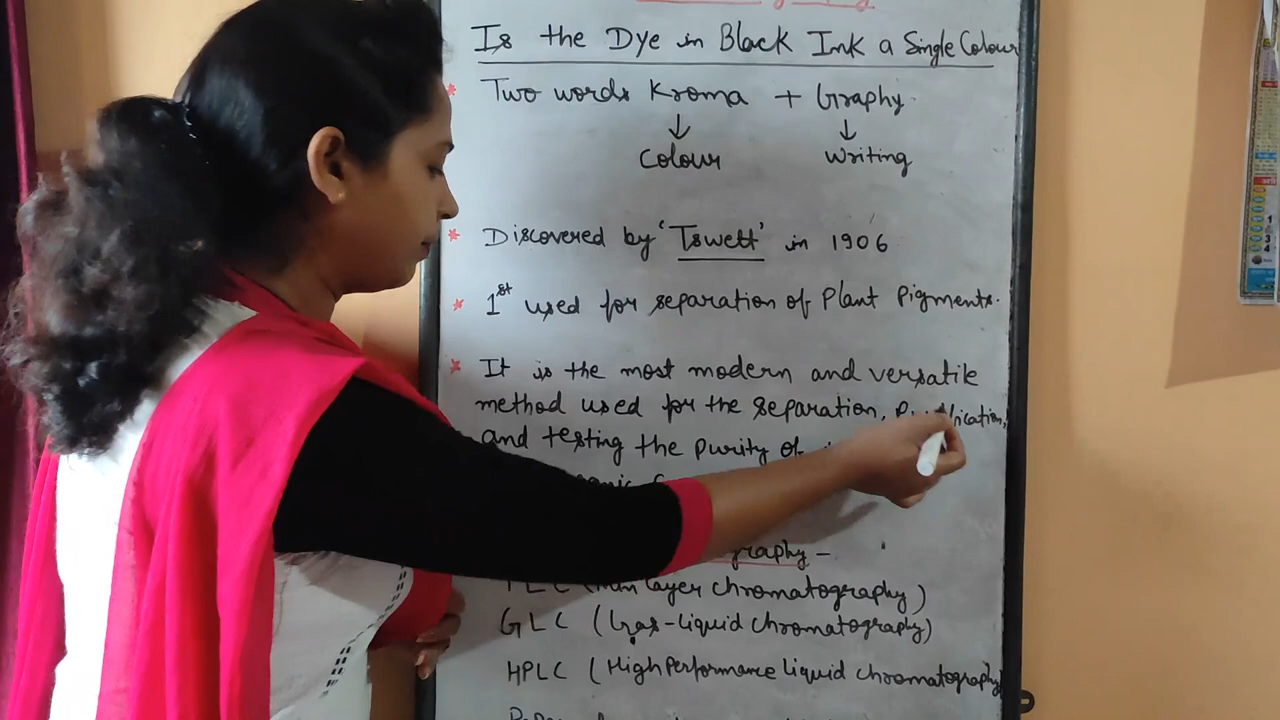 Is the Dye in Black Ink a Single Colour
* Two words Kroma + Graphy.
↓ ↓
Colour Writing
* Discovered by 'Tswett' in 1906
* 1st used for separation of Plant Pigments.
* It is the most modern and versatile
method used for the separation,
and testing the purity of
graphy -
layer chromatography)
GLC (Gas-liquid chromatography)
HPLC (High Performance liquid chromatography